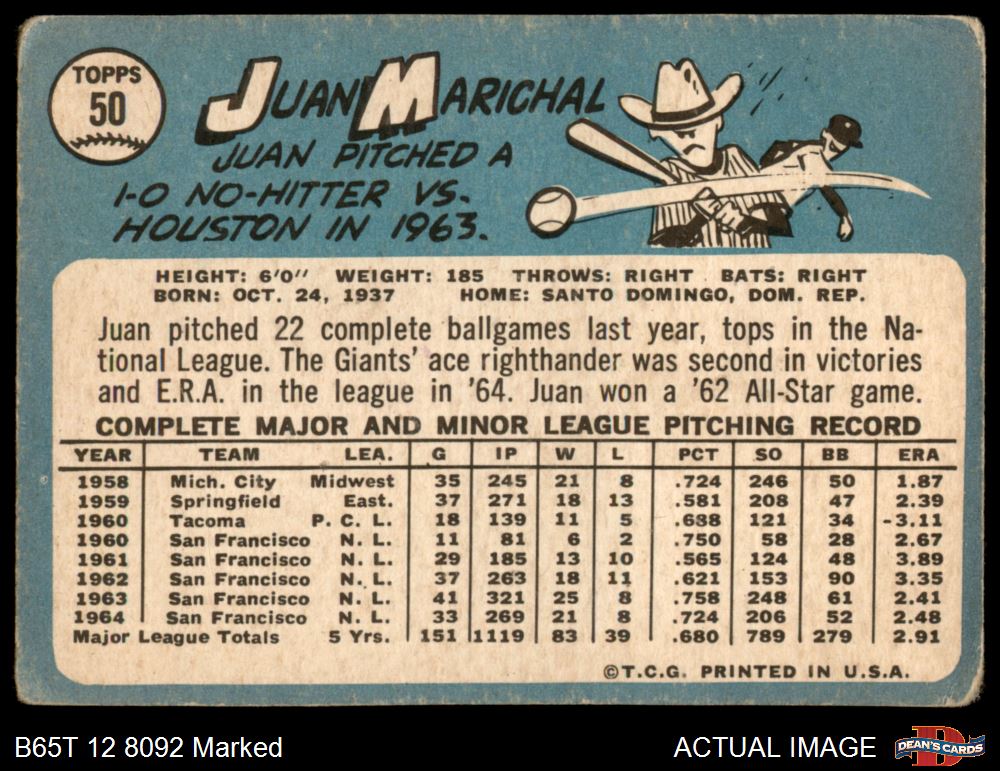 TOPPS
50
JUAN MARICHAL
JUAN PITCHED A
1-0 NO-HITTER VS.
HOUSTON IN 1963.
HEIGHT: 6'0" WEIGHT: 185 THROWS: RIGHT BATS: RIGHT
BORN: OCT. 24, 1937 HOME: SANTO DOMINGO, DOM. REP.
Juan pitched 22 complete ballgames last year, tops in the Na-
tional League. The Giants' ace righthander was second in victories
and E.R.A. in the league in '64. Juan won a '62 All-Star game.
COMPLETE MAJOR AND MINOR LEAGUE PITCHING RECORD
YEAR TEAM LEA. G IP W L PCT SO BB ERA
1958 Mich. City Midwest 35 245 21 8 .724 246 50 1.87
1959 Springfield East. 37 271 18 13 .581 208 47 2.39
1960 Tacoma P. C. L. 18 139 11 5 .688 121 34 -3.11
1960 San Francisco N. L. 11 81 6 2 .750 58 28 2.67
1961 San Francisco N. L. 29 185 13 10 .565 124 48 3.89
1962 San Francisco N. L. 37 263 18 11 .621 153 90 3.35
1963 San Francisco N. L. 41 321 25 8 .758 248 61 2.41
1964 San Francisco N. L. 33 269 21 8 .724 206 52 2.48
Major League Totals 5 Yrs. 151 1119 83 39 .680 789 279 2.91
©T.C.G. PRINTED IN U.S.A.
B65T 12 8092 Marked
ACTUAL IMAGE
D
DEAN'S CARDS